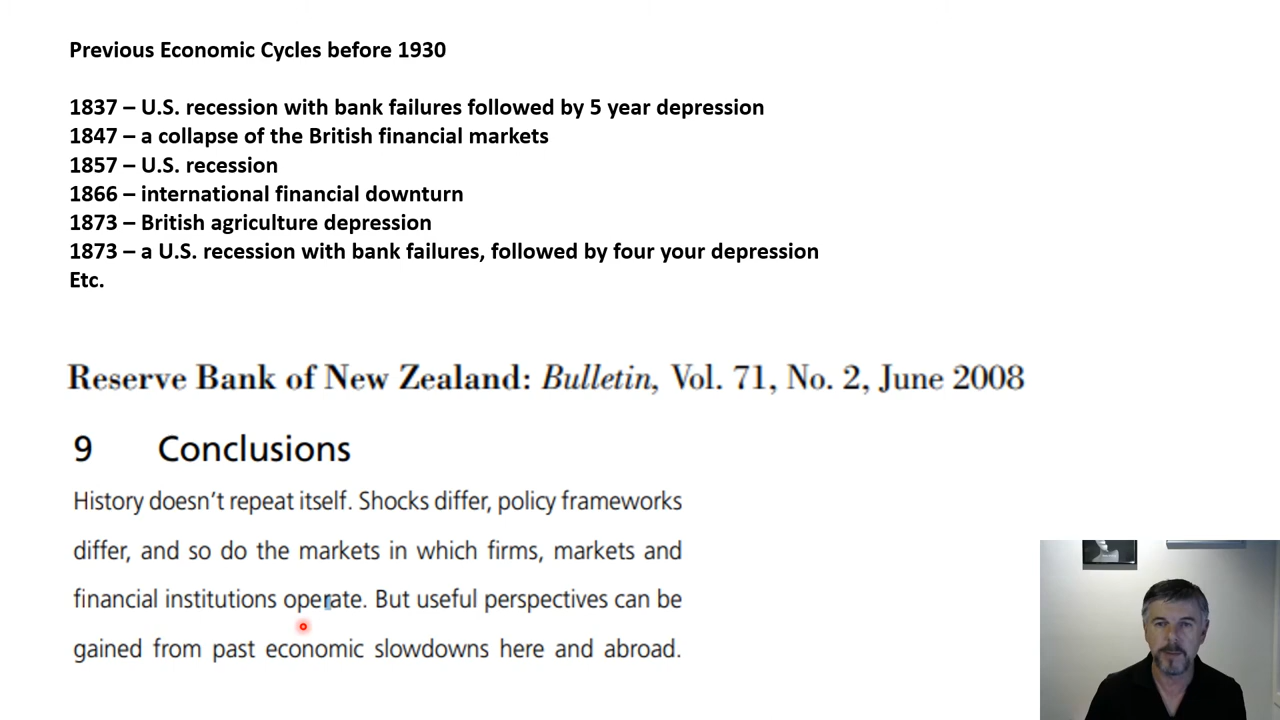 Previous Economic Cycles before 1930
1837 – U.S. recession with bank failures followed by 5 year depression
1847 – a collapse of the British financial markets
1857 – U.S. recession
1866 – international financial downturn
1873 – British agriculture depression
1873 – a U.S. recession with bank failures, followed by four your depression
Etc.
Reserve Bank of New Zealand: Bulletin, Vol. 71, No. 2, June 2008
9 Conclusions
History doesn't repeat itself. Shocks differ, policy frameworks
differ, and so do the markets in which firms, markets and
financial institutions operate. But useful perspectives can be
gained from past economic slowdowns here and abroad.